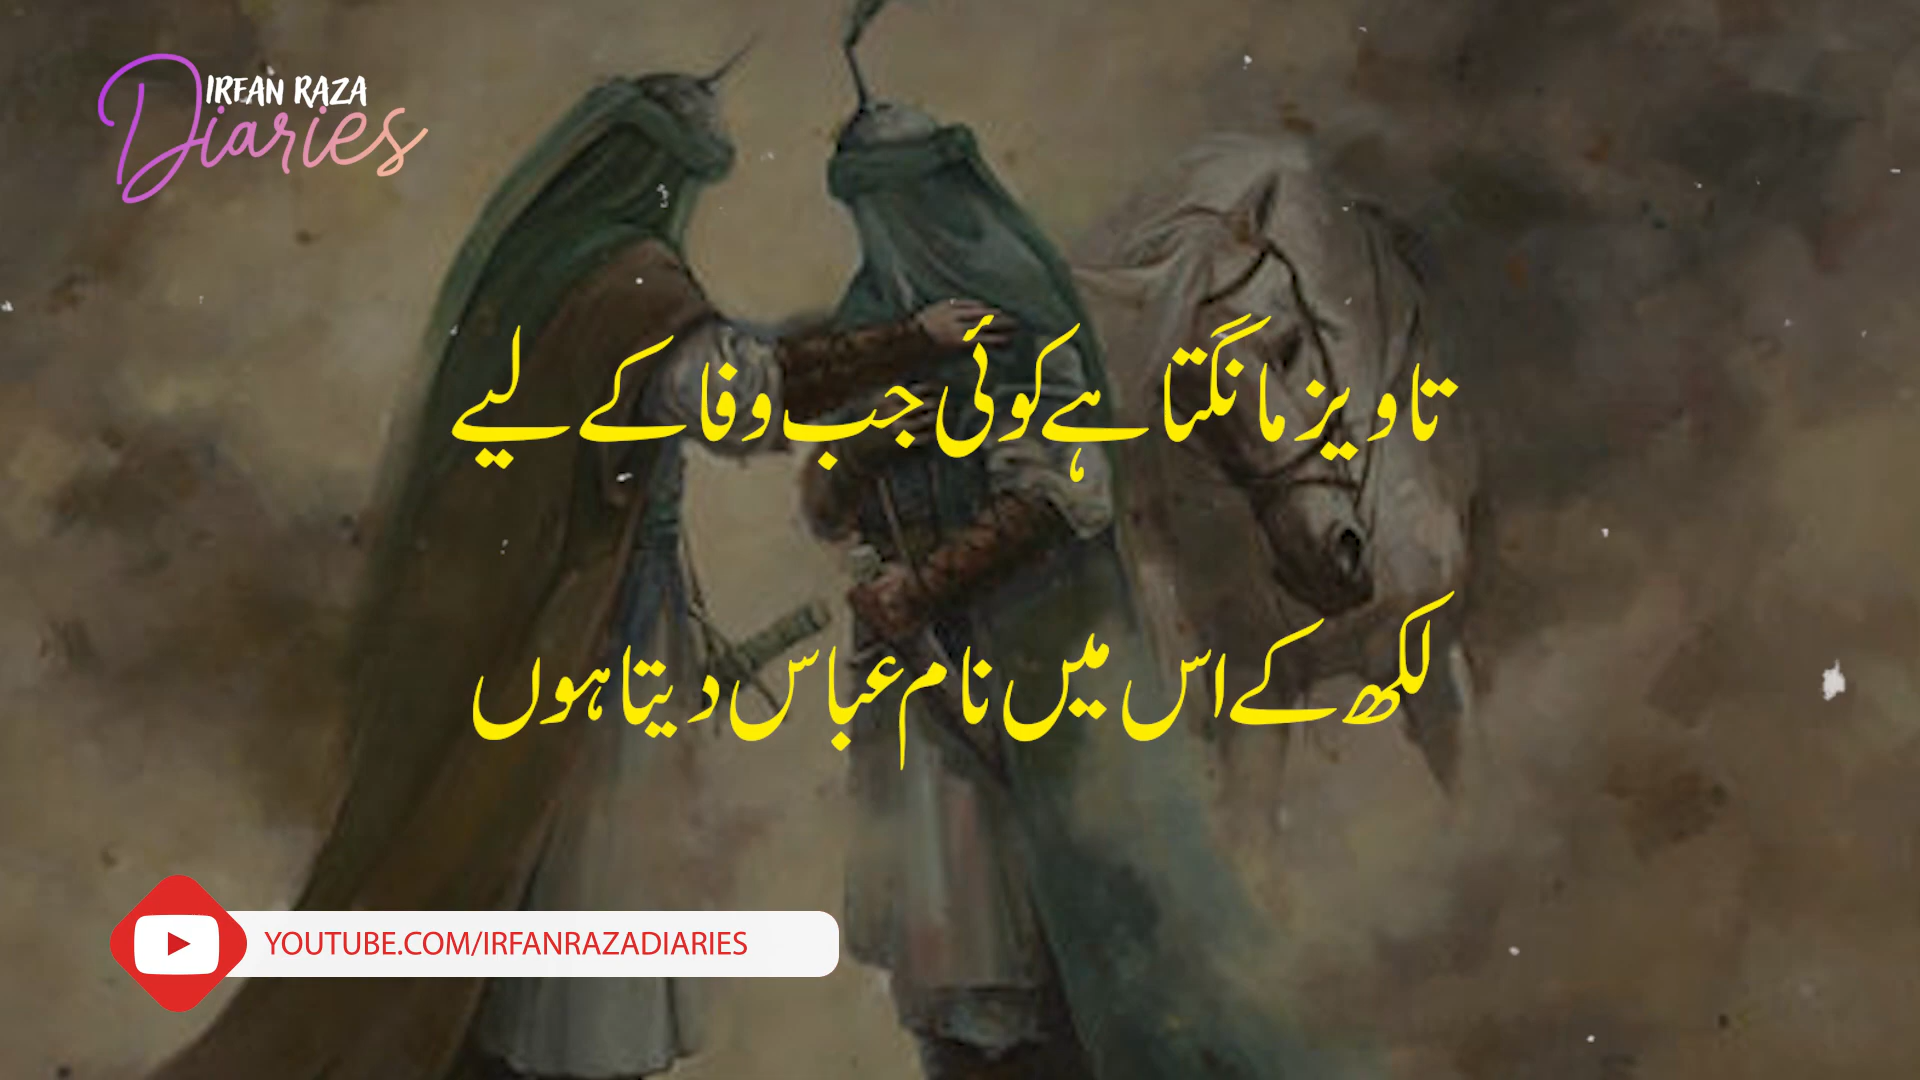 IRFAN RAZA
Diaries
تاویز مانگتا ہے کوئی جب وفا کے لیے
لکھ کے اس میں نام عباس دیتا ہوں
YOUTUBE.COM/IRFANRAZADIARIES